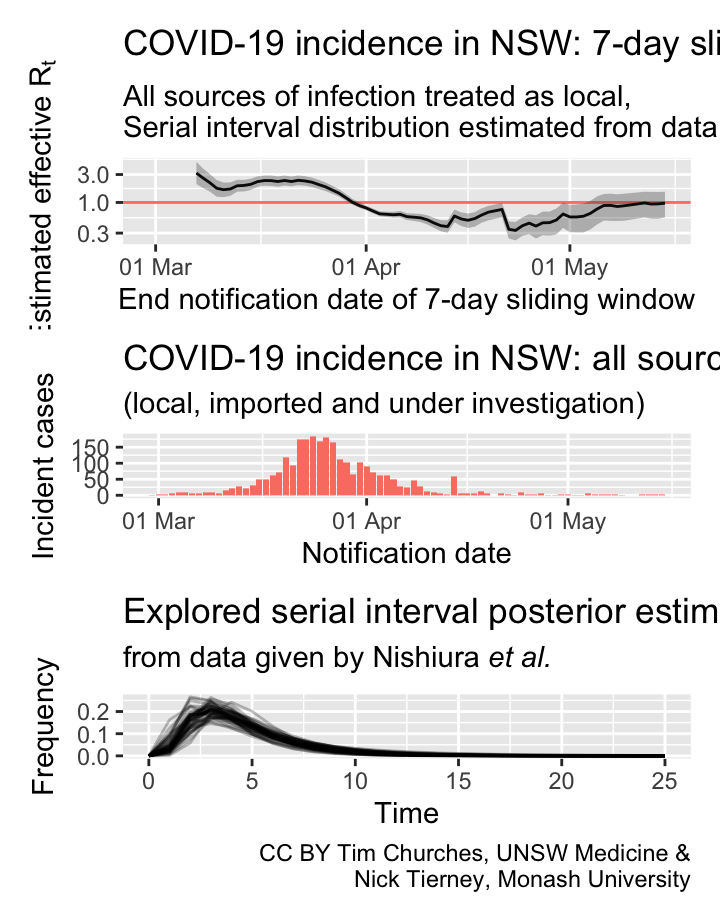 COVID-19 incidence in NSW: 7-day sli
All sources of infection treated as local,
Serial interval distribution estimated from data
:stimated effective Rt
3.0
1.0
0.3
01 Mar 01 Apr 01 May
End notification date of 7-day sliding window
COVID-19 incidence in NSW: all sourc
(local, imported and under investigation)
Incident cases
150
100
50
0
01 Mar 01 Apr 01 May
Notification date
Explored serial interval posterior estim
from data given by Nishiura et al.
Frequency
0.2
0.1
0.0
0 5 10 15 20 25
Time
CC BY Tim Churches, UNSW Medicine &
Nick Tierney, Monash University